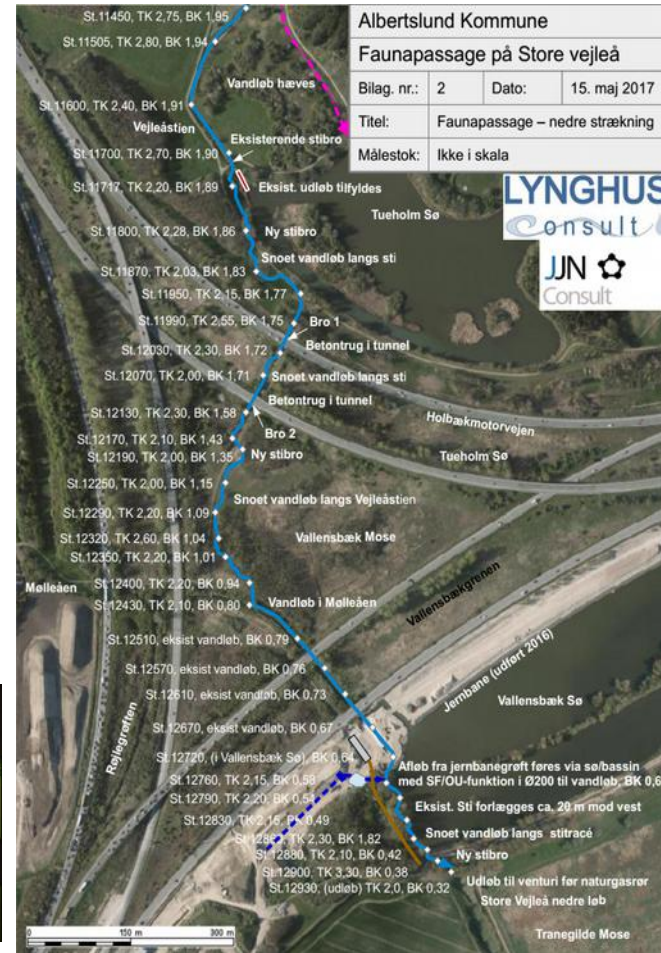 Albertslund Kommune
Faunapassage på Store vejleå
Bilag. nr.: 2 Dato: 15. maj 2017
Titel: Faunapassage – nedre strækning
Målestok: Ikke i skala
LYNGHUS
Consult
JJN
Consult
St.11450, TK 2,75, BK 1,95
St.11505, TK 2,80, BK 1,94
Vandløb hæves
St.11600, TK 2,40, BK 1,91
Vejleåstien
Eksisterende stibro
St.11700, TK 2,70, BK 1,90
St.11717, TK 2,20, BK 1,89
Eksist. udløb tilfyldes
Tueholm Sø
St.11800, TK 2,28, BK 1,86
Ny stibro
Snoet vandløb langs sti
St.11870, TK 2,03, BK 1,83
St.11950, TK 2,15, BK 1,77
St.11990, TK 2,55, BK 1,75
Bro 1
Betontrug i tunnel
St.12030, TK 2,30, BK 1,72
St.12070, TK 2,00, BK 1,71
Snoet vandløb langs sti
Betontrug i tunnel
St.12130, TK 2,30, BK 1,58
Holbækmotorvejen
Bro 2
St.12170, TK 2,10, BK 1,43
St.12190, TK 2,00, BK 1,35
Ny stibro
Tueholm Sø
St.12250, TK 2,00, BK 1,15
Snoet vandløb langs Vejleåstien
St.12290, TK 2,20, BK 1,09
St.12320, TK 2,60, BK 1,04
Vallensbæk Mose
St.12350, TK 2,20, BK 1,01
St.12400, TK 2,20, BK 0,94
Mølleåen
St.12430, TK 2,10, BK 0,80
Vandløb i Mølleåen
Vallensbækgrenen
St.12510, eksist vandløb, BK 0,79
St.12570, eksist vandløb, BK 0,76
St.12610, eksist vandløb, BK 0,73
Jernbane (udført 2016)
Vallensbæk Sø
Røjlegrøften
St.12670, eksist vandløb, BK 0,67
St.12720, (i Vallensbæk Sø), BK 0,64
Afløb fra jernbanegrøft føres via sø/bassin
med SF/OU-funktion i Ø200 til vandløb, BK 0,6
St.12760, TK 2,15, BK 0,59
St.12790, TK 2,20, BK 0,51
Eksist. Sti forlægges ca. 20 m mod vest
St.12830, TK 2,15, BK 0,49
Snoet vandløb langs stitracé
TK 2,30, BK 1,82
St.12880, TK 2,10, BK 0,42
Ny stibro
St.12900, TK 3,30, BK 0,38
St.12930, (udløb) TK 2,0, BK 0,32
Udløb til venturi før naturgasrør
Store Vejleå nedre løb
Tranegilde Mose
0 150 m 300 m